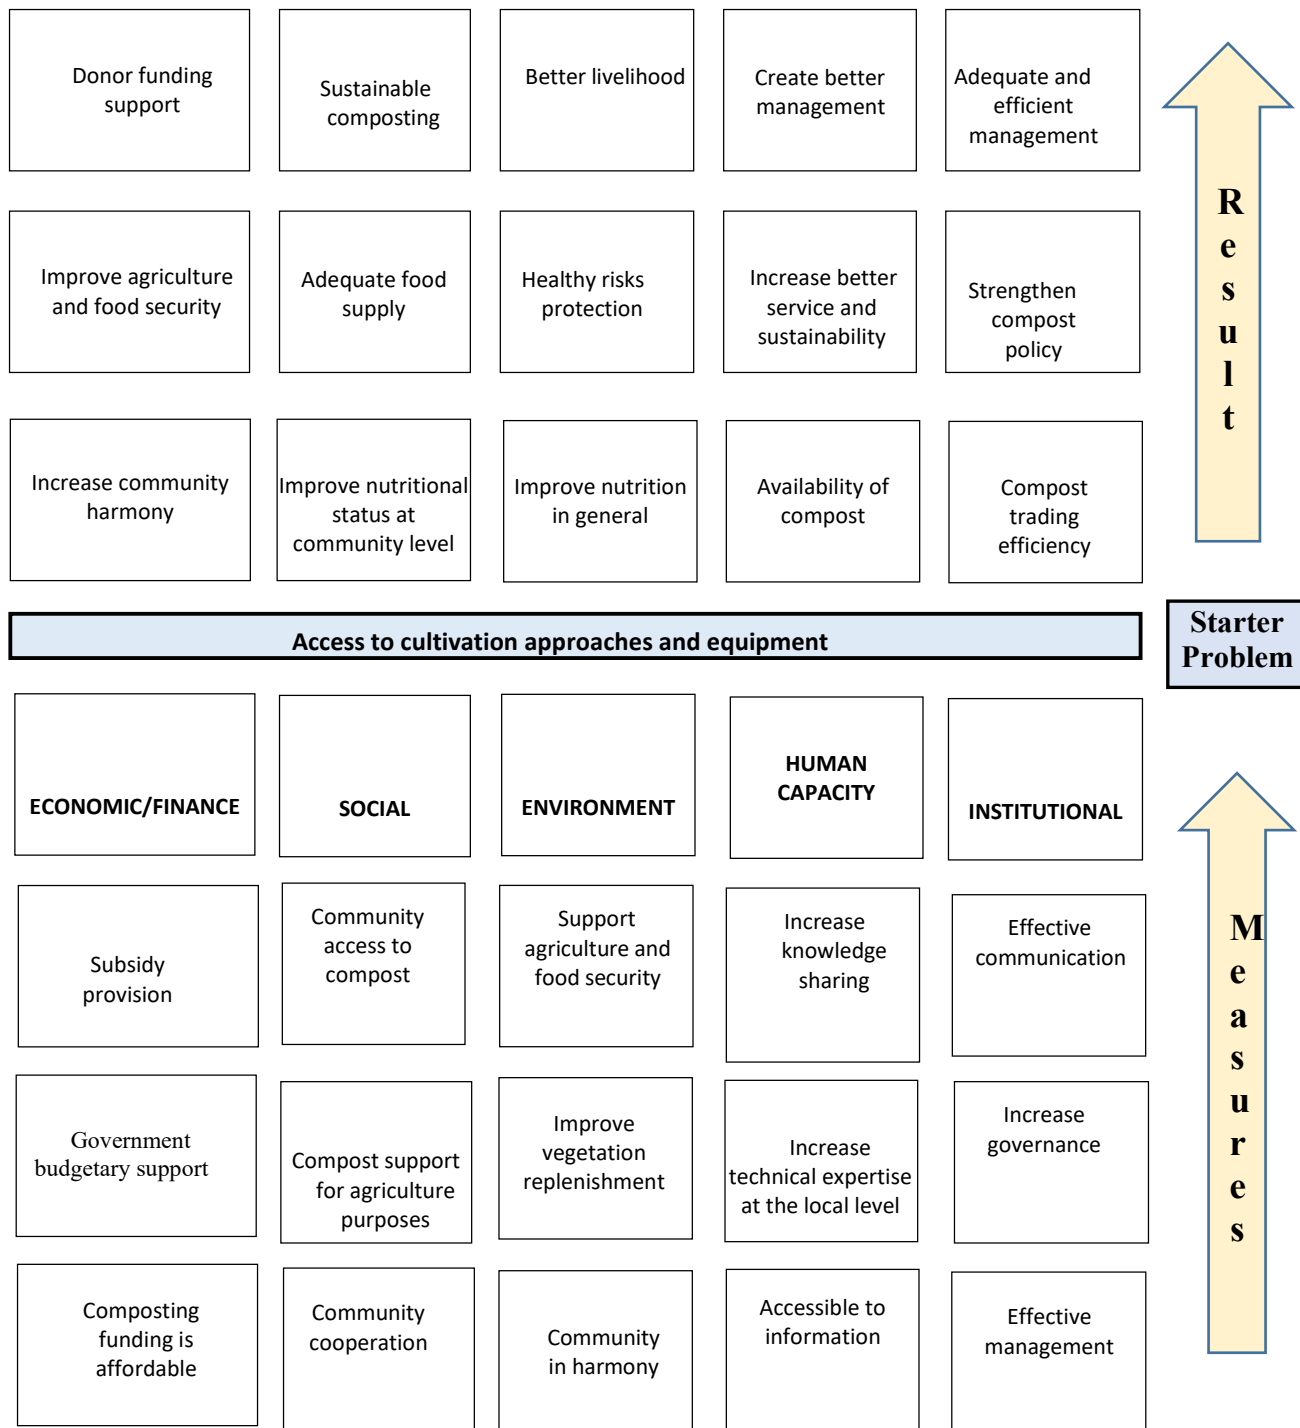 Donor funding
support
Sustainable
composting
Better livelihood
Create better
management
Adequate and
efficient
management
Improve agriculture
and food security
Adequate food
supply
Healthy risks
protection
Increase better
service and
sustainability
Strengthen
compost
policy
Increase community
harmony
Improve nutritional
status at
community level
Improve nutrition
in general
Availability of
compost
Compost
trading
efficiency
R
e
s
u
l
t
Access to cultivation approaches and equipment
Starter
Problem
ECONOMIC/FINANCE
SOCIAL
ENVIRONMENT
HUMAN
CAPACITY
INSTITUTIONAL
Subsidy
provision
Community
access to
compost
Support
agriculture and
food security
Increase
knowledge
sharing
Effective
communication
Government
budgetary support
Compost support
for agriculture
purposes
Improve
vegetation
replenishment
Increase
technical expertise
at the local level
Increase
governance
Composting
funding is
affordable
Community
cooperation
Community
in harmony
Accessible to
information
Effective
management
M
e
a
s
u
r
e
s